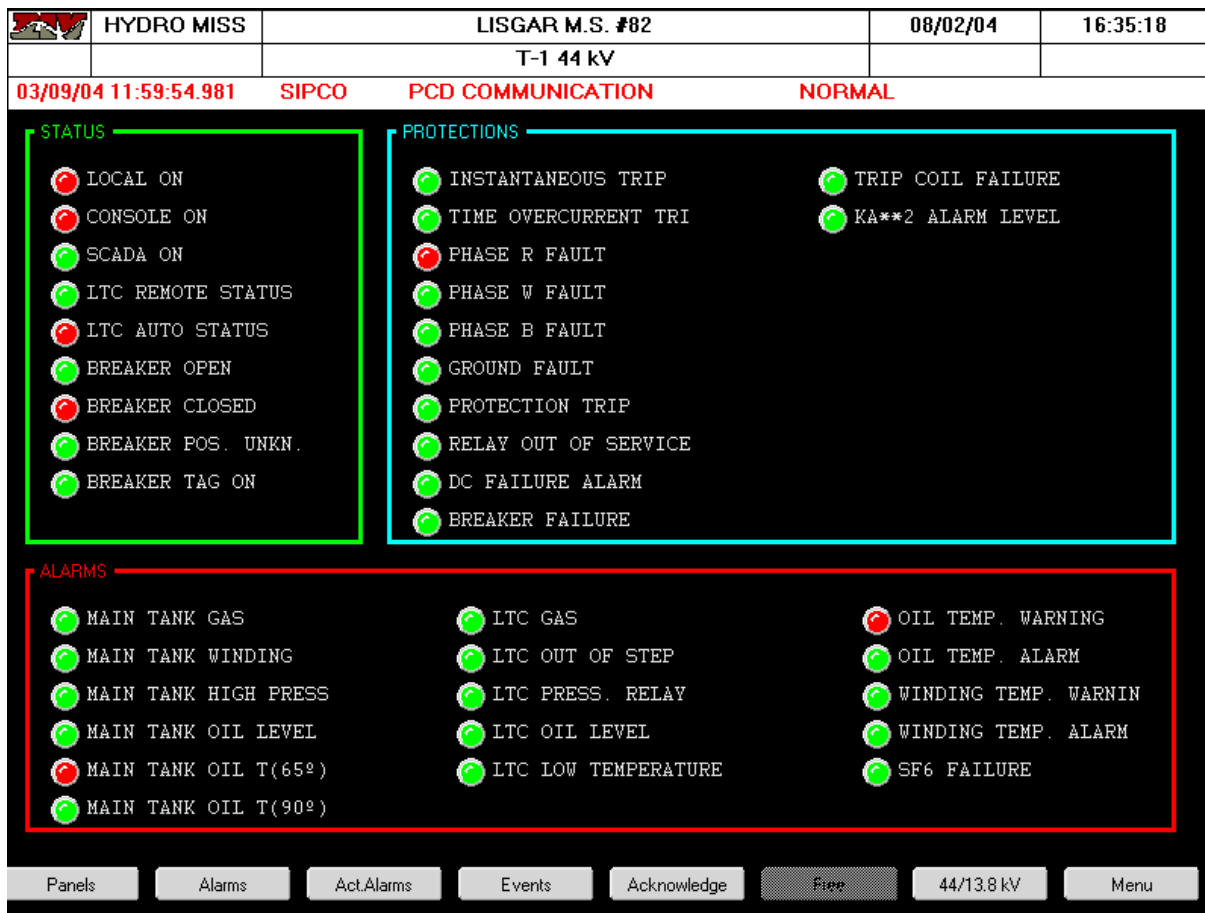 HYDRO MISS LISGAR M.S. #82 08/02/04 16:35:18
T-1 44 kV
03/09/04 11:59:54.981 SIPCO PCD COMMUNICATION NORMAL
STATUS
LOCAL ON
CONSOLE ON
SCADA ON
LTC REMOTE STATUS
LTC AUTO STATUS
BREAKER OPEN
BREAKER CLOSED
BREAKER POS. UNKN.
BREAKER TAG ON
PROTECTIONS
INSTANTANEOUS TRIP
TIME OVERCURRENT TRI
PHASE R FAULT
PHASE W FAULT
PHASE B FAULT
GROUND FAULT
PROTECTION TRIP
RELAY OUT OF SERVICE
DC FAILURE ALARM
BREAKER FAILURE
TRIP COIL FAILURE
KA**2 ALARM LEVEL
ALARMS
MAIN TANK GAS
MAIN TANK WINDING
MAIN TANK HIGH PRESS
MAIN TANK OIL LEVEL
MAIN TANK OIL T(65º)
MAIN TANK OIL T(90º)
LTC GAS
LTC OUT OF STEP
LTC PRESS. RELAY
LTC OIL LEVEL
LTC LOW TEMPERATURE
OIL TEMP. WARNING
OIL TEMP. ALARM
WINDING TEMP. WARNIN
WINDING TEMP. ALARM
SF6 FAILURE
Panels Alarms Act.Alarms Events Acknowledge Free 44/13.8 kV Menu